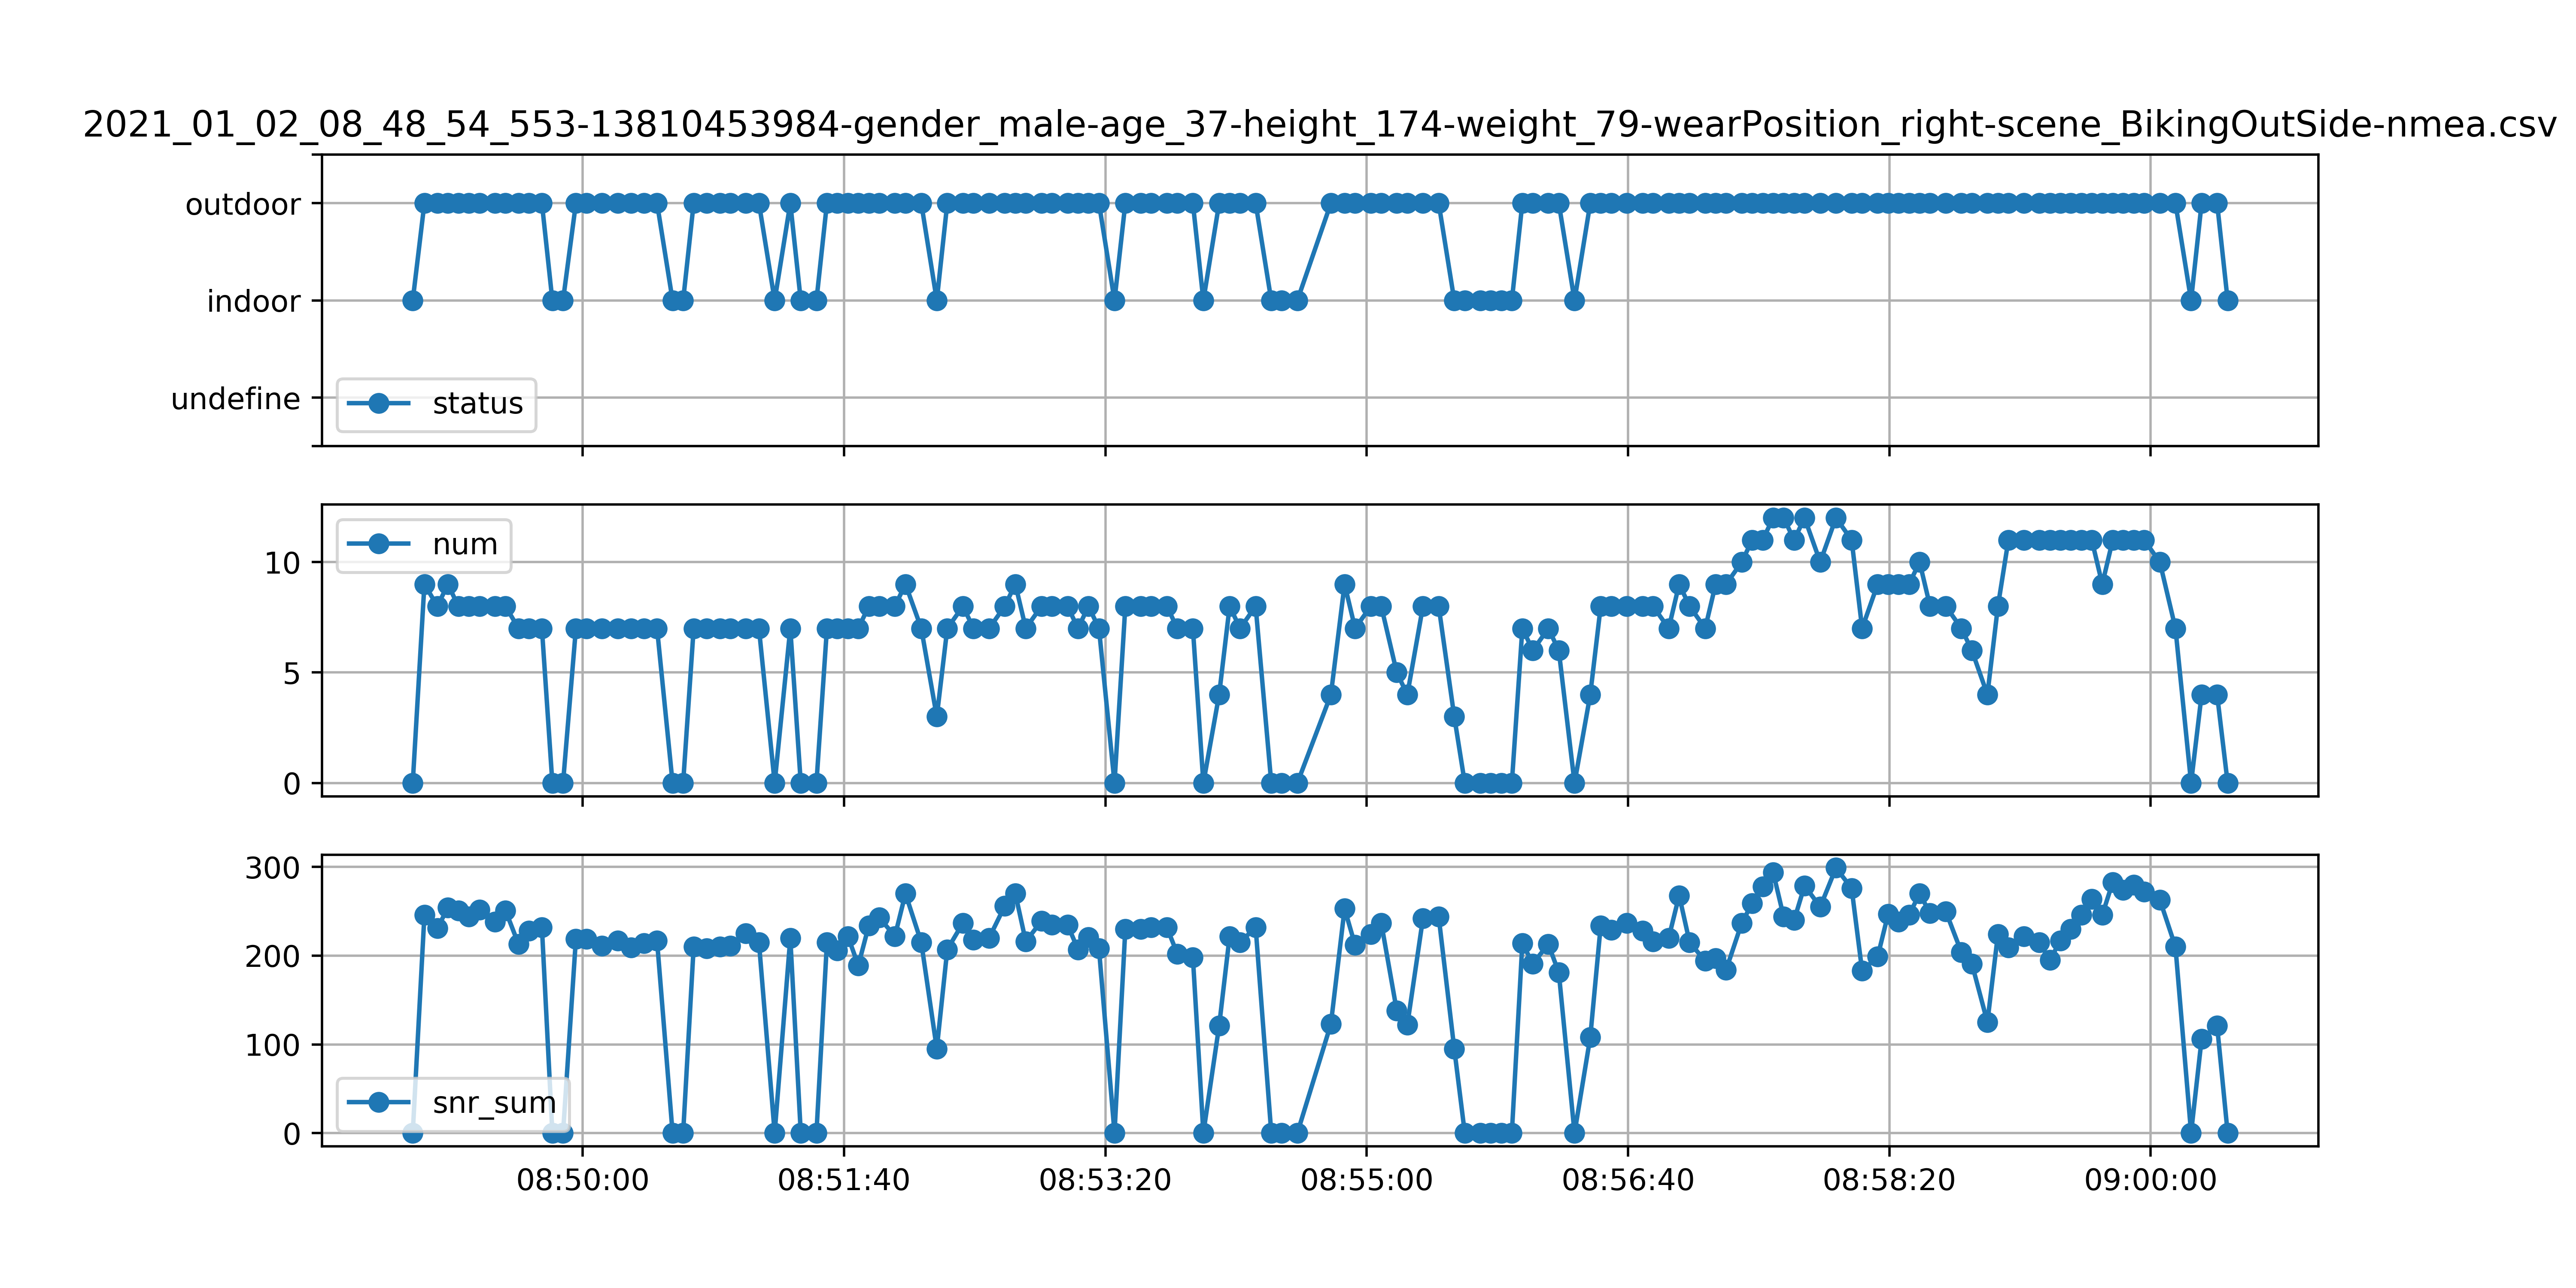 2021_01_02_08_48_54_553-13810453984-gender_male-age_37-height_174-weight_79-wearPosition_right-scene_BikingOutSide-nmea.csv
outdoor
indoor
undefine
status
num
10
5
0
300
200
100
0
snr_sum
08:50:00 08:51:40 08:53:20 08:55:00 08:56:40 08:58:20 09:00:00